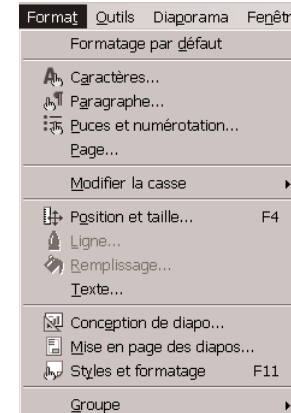 Format Outils Diaporama Fenêtr
Formatage par défaut
Caractères...
Paragraphe...
Puces et numérotation...
Page...
Modifier la casse
Position et taille... F4
Ligne...
Remplissage...
Texte...
Conception de diapo...
Mise en page des diapos...
Styles et formatage F11
Groupe